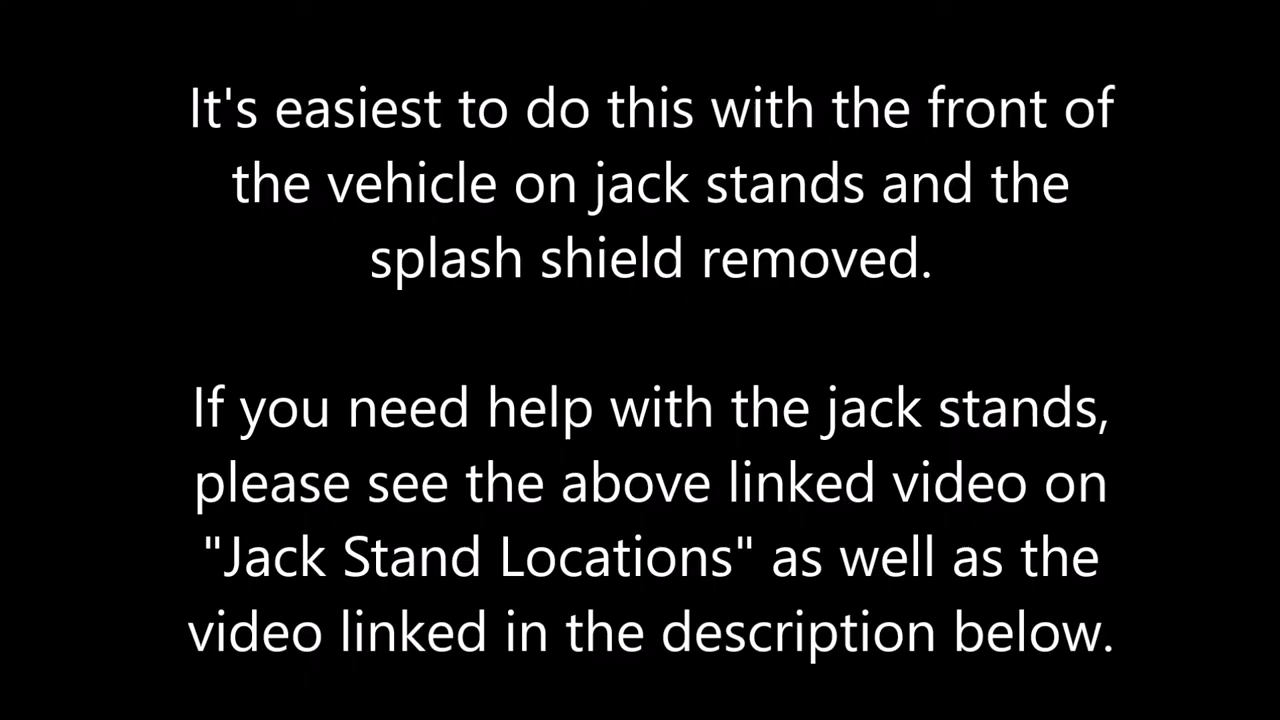 It's easiest to do this with the front of
the vehicle on jack stands and the
splash shield removed.
If you need help with the jack stands,
please see the above linked video on
"Jack Stand Locations" as well as the
video linked in the description below.